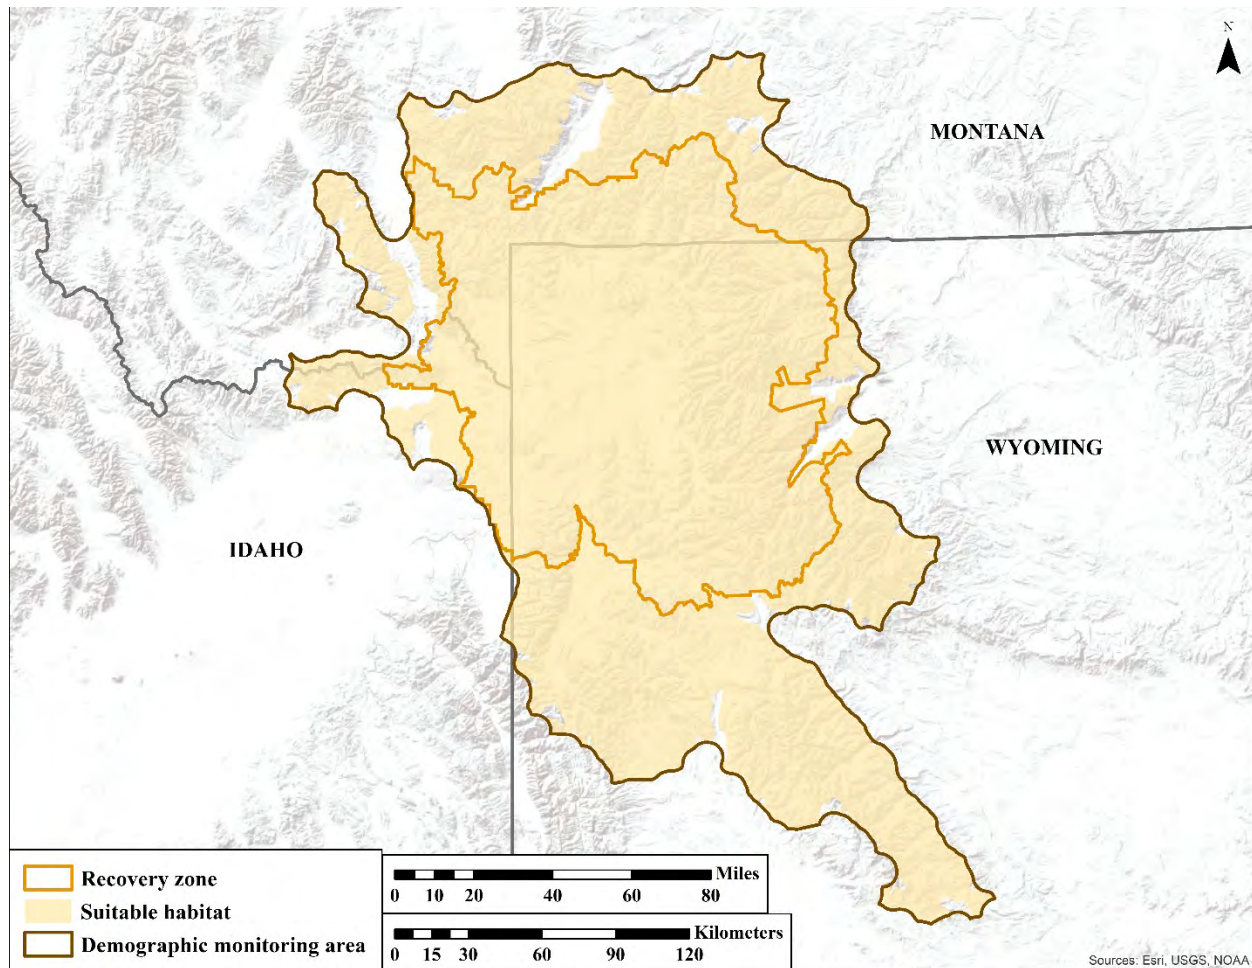 N
MONTANA
WYOMING
IDAHO
Recovery zone
Suitable habitat
Demographic monitoring area
Miles
0 10 20 40 60 80
Kilometers
0 15 30 60 90 120
Sources: Esri, USGS, NOAA